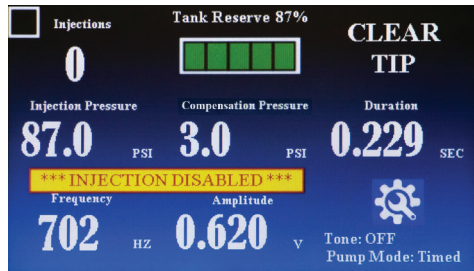 Injections
0
Tank Reserve 87%
CLEAR
TIP
Injection Pressure
87.0 PSI
Compensation Pressure
3.0 PSI
Duration
0.229 SEC
*** INJECTION DISABLED ***
Frequency
702 HZ
Amplitude
0.620 V
Tone: OFF
Pump Mode: Timed